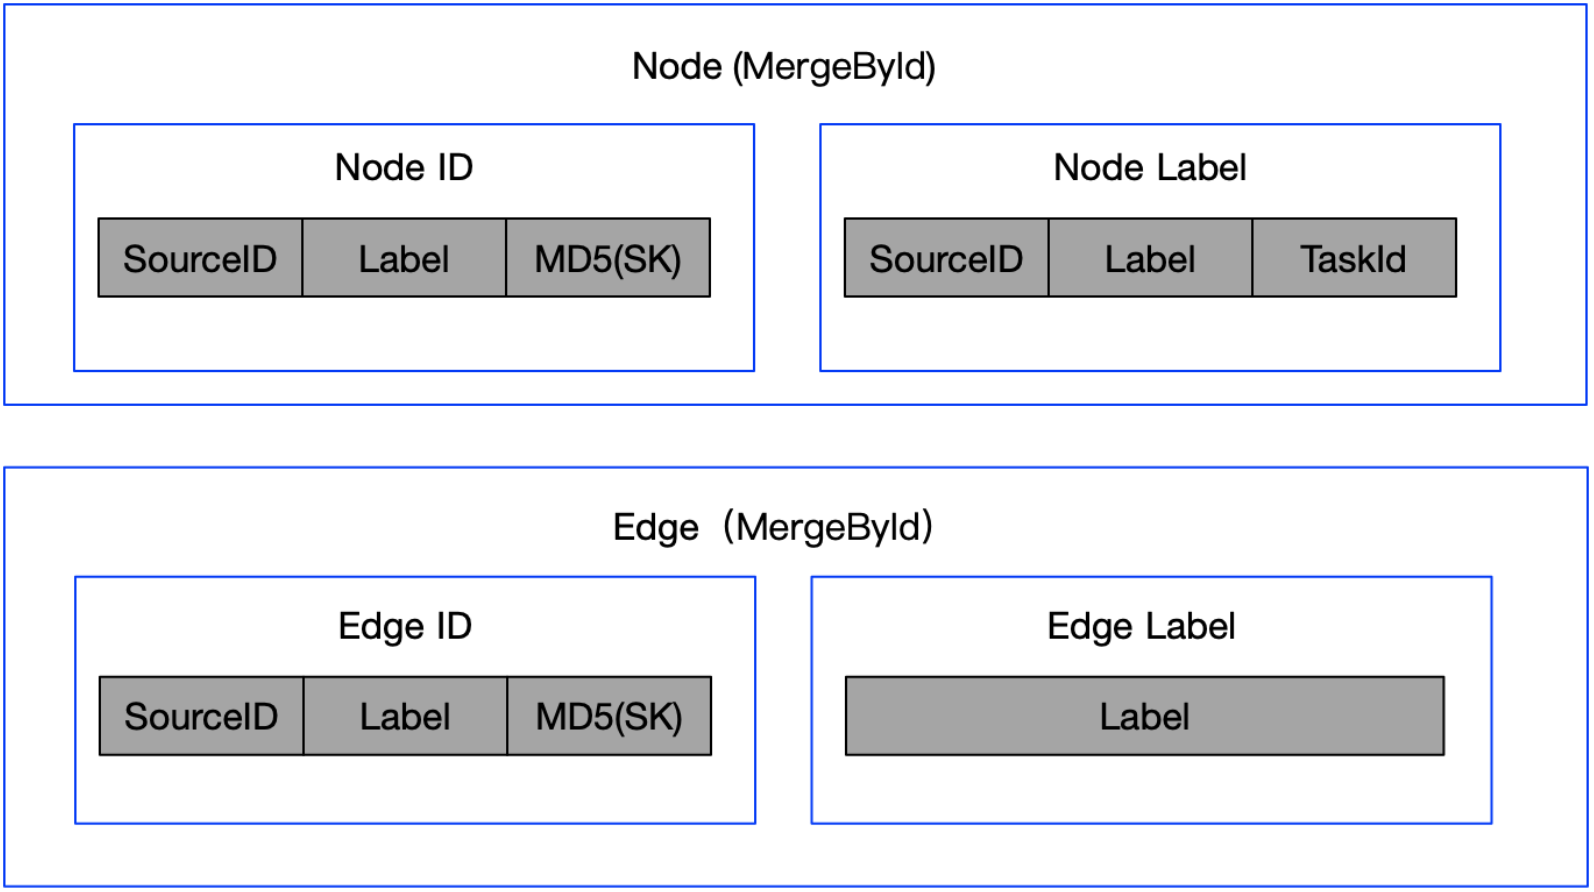 Node (MergeById)
Node ID
Node Label
SourceID Label MD5(SK)
SourceID Label TaskId
Edge（MergeById）
Edge ID
Edge Label
SourceID Label MD5(SK)
Label